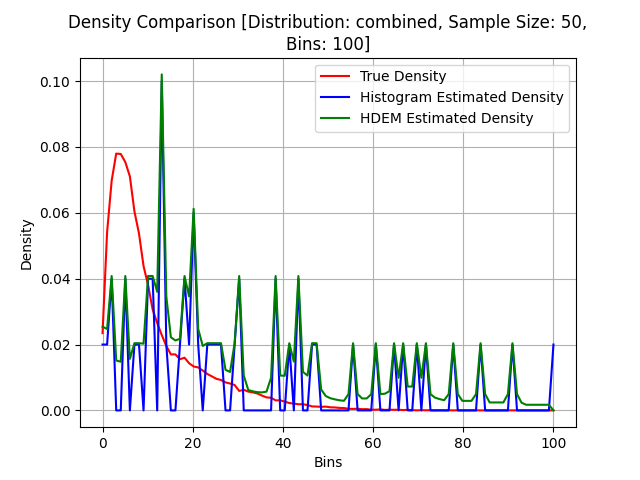 Density Comparison [Distribution: combined, Sample Size: 50,
Bins: 100]
True Density
Histogram Estimated Density
HDEM Estimated Density
Density
0.10
0.08
0.06
0.04
0.02
0.00
0 20 40 60 80 100
Bins